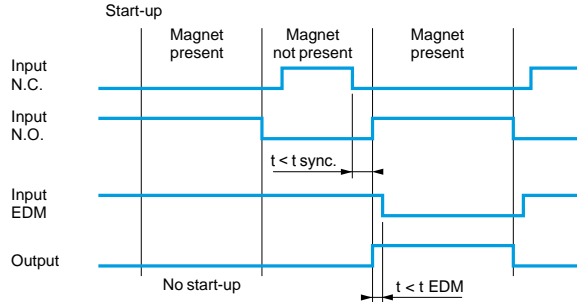 Start-up
Magnet
present
Magnet
not present
Magnet
present
Input
N.C.
Input
N.O.
t < t sync.
Input
EDM
Output
No start-up
t < t EDM